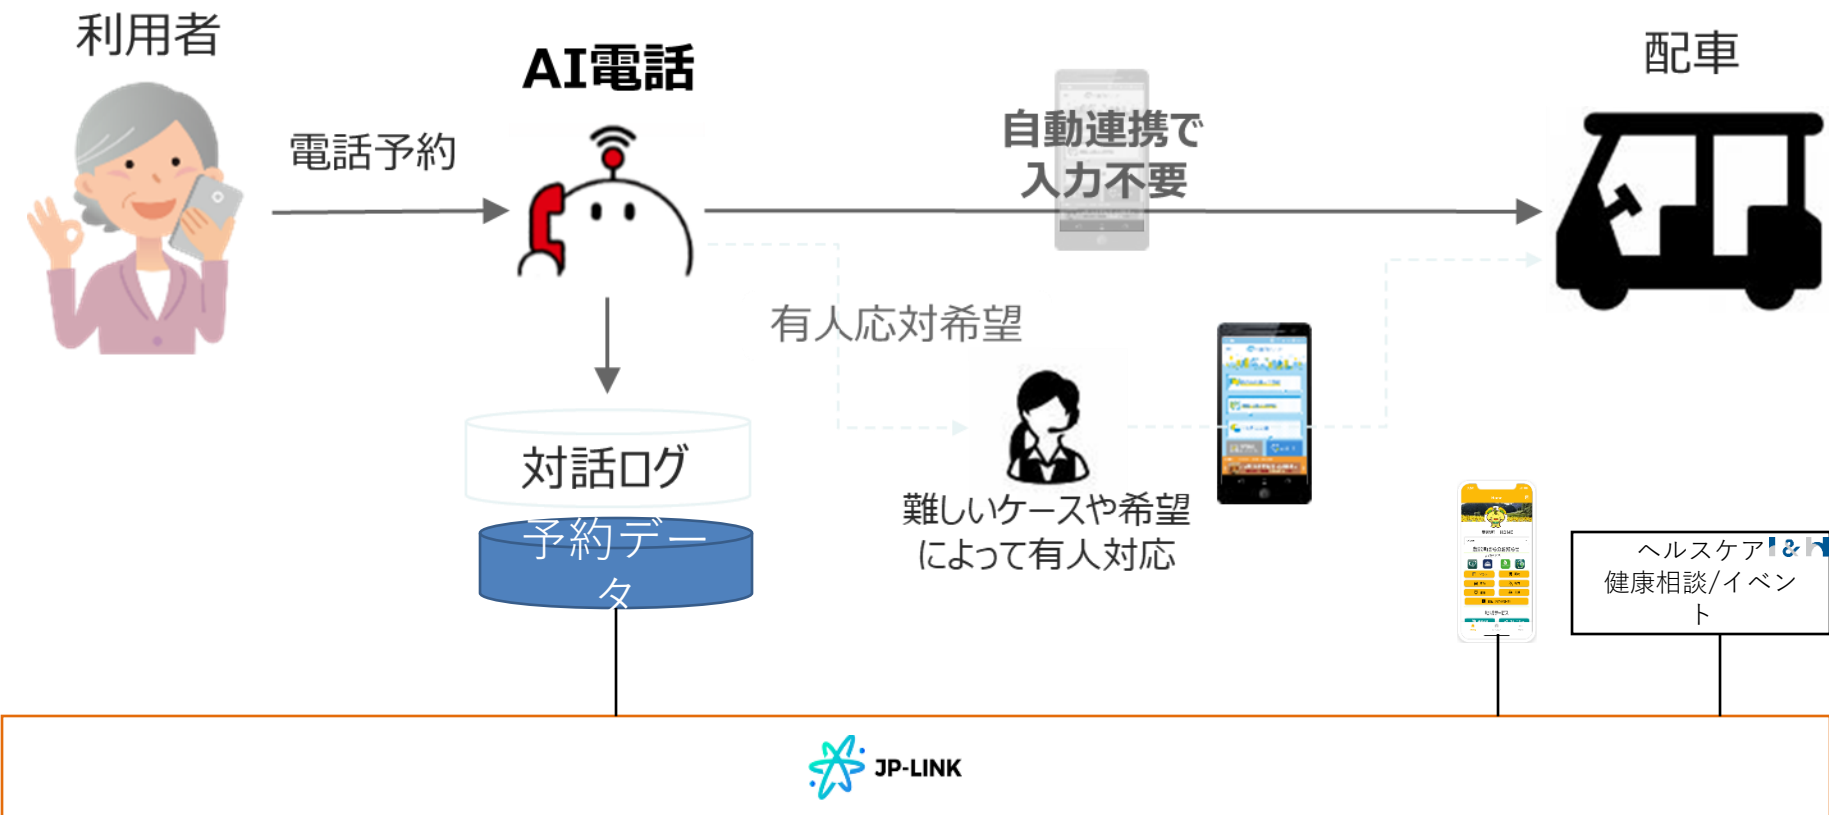 利用者
AI電話
配車
電話予約
自動連携で
入力不要
有人応対希望
対話ログ
予約デー
タ
難しいケースや希望
によって有人対応
ヘルスケア
健康相談/イベン
ト
JP-LINK